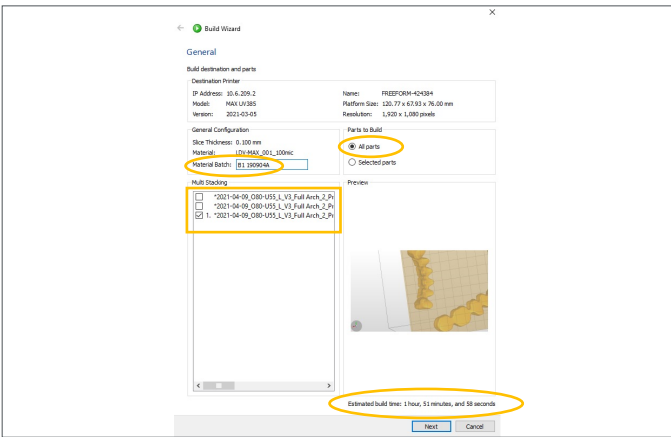 Build Wizard
General
Build destination and parts
Destination Printer
IP Address: 10.6.209.2
Name: FREEFORM-424384
Model: MAX UV385
Platform Size: 120.77 x 67.93 x 76.00 mm
Version: 2021-03-05
Resolution: 1,920 x 1,080 pixels
General Configuration
Slice Thickness: 0.100 mm
Material: LDV-MAX_001_100mic
Material Batch: B1 190904A
Parts to Build
All parts
Selected parts
Multi Stacking
*2021-04-09_O80-U55_L_V3_Full Arch_2_Pr
*2021-04-09_O80-U55_L_V3_Full Arch_2_Pr
1. *2021-04-09_O80-U55_L_V3_Full Arch_2_Pr
Preview
Estimated build time: 1 hour, 51 minutes, and 58 seconds
Next Cancel